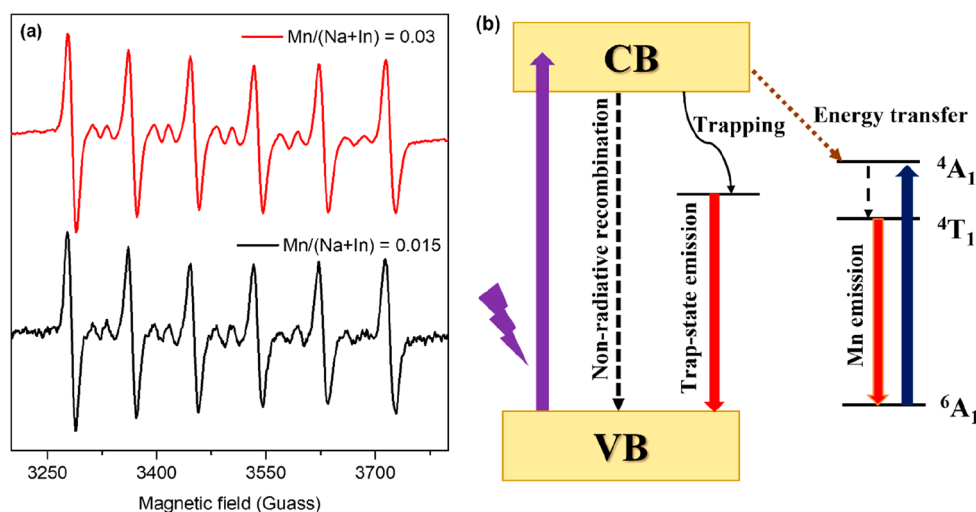 (a)
Mn/(Na+In) = 0.03
Mn/(Na+In) = 0.015
3250
3400
3550
3700
Magnetic field (Guass)
(b)
CB
Non-radiative recombination
Trapping
Trap-state emission
Energy transfer
⁴A₁
⁴T₁
Mn emission
⁶A₁
VB